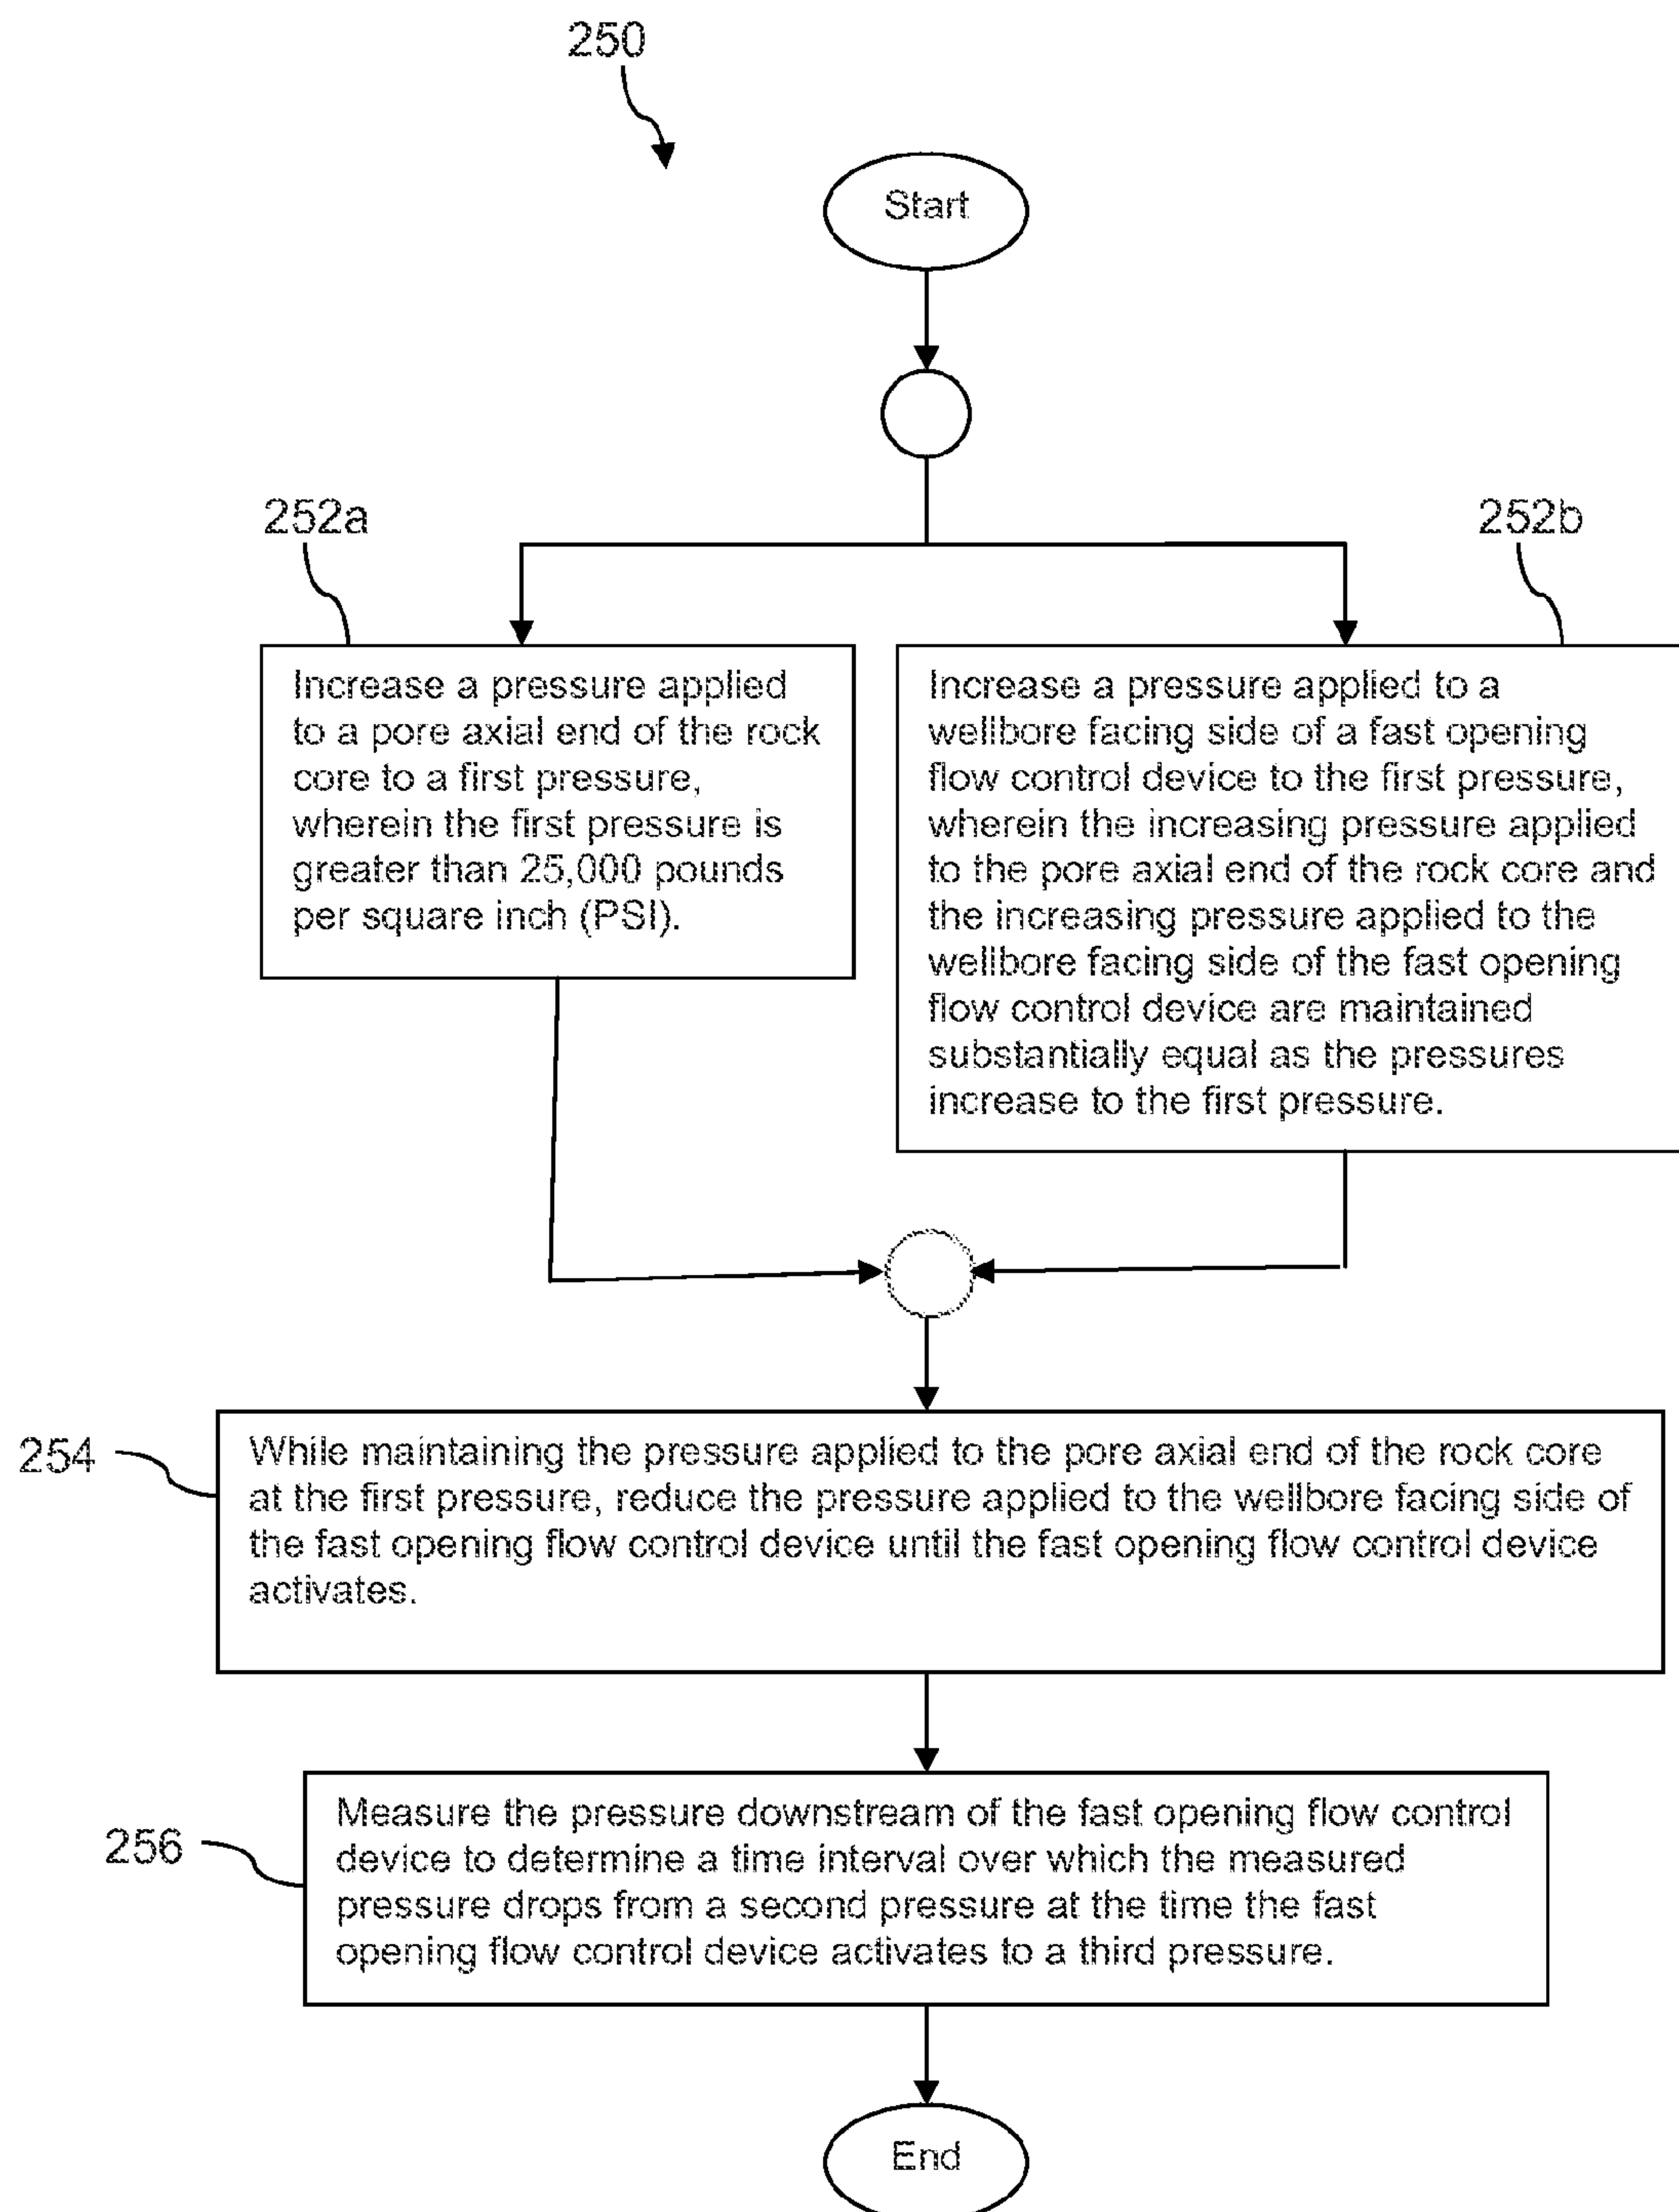 250
Start
252a
252b
Increase a pressure applied
to a pore axial end of the rock
core to a first pressure,
wherein the first pressure is
greater than 25,000 pounds
per square inch (PSI).
Increase a pressure applied to a
wellbore facing side of a fast opening
flow control device to the first pressure,
wherein the increasing pressure applied
to the pore axial end of the rock core and
the increasing pressure applied to the
wellbore facing side of the fast opening
flow control device are maintained
substantially equal as the pressures
increase to the first pressure.
254
While maintaining the pressure applied to the pore axial end of the rock core
at the first pressure, reduce the pressure applied to the wellbore facing side of
the fast opening flow control device until the fast opening flow control device
activates.
256
Measure the pressure downstream of the fast opening flow control
device to determine a time interval over which the measured
pressure drops from a second pressure at the time the fast
opening flow control device activates to a third pressure.
End